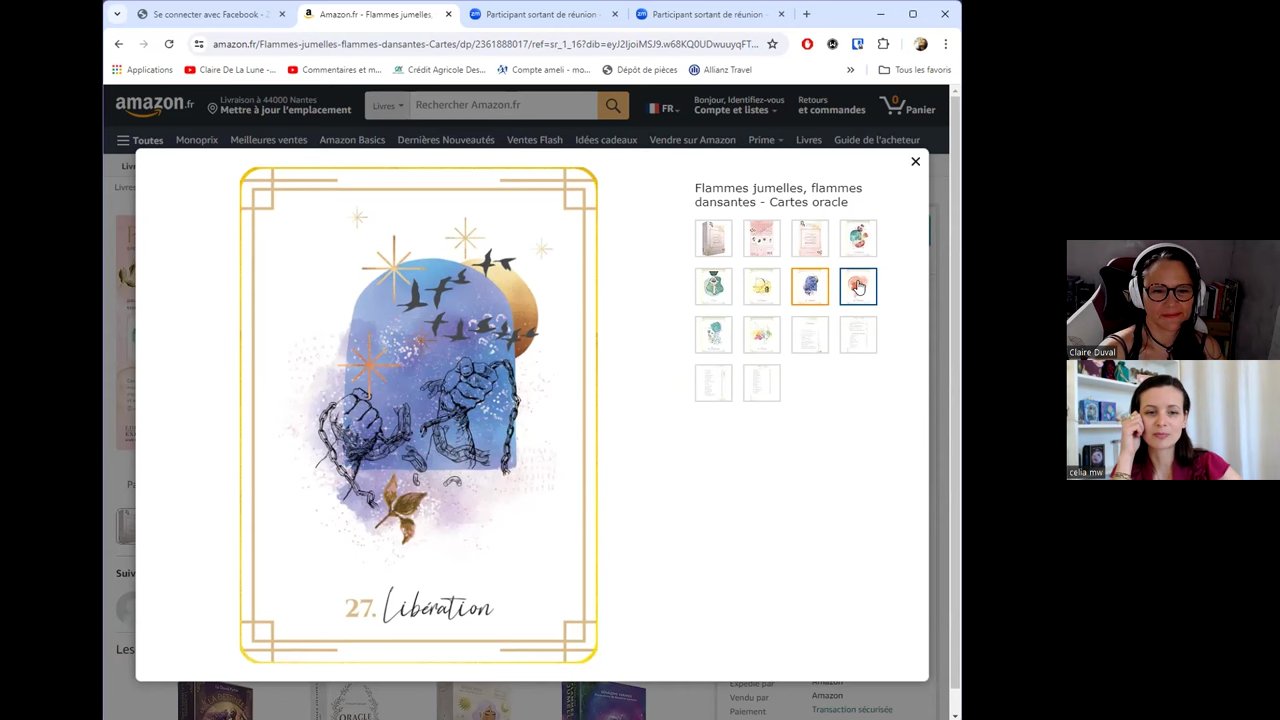 Se connecter avec Facebook - Z
Amazon.fr - Flammes jumelles
Participant sortant de réunion -
Participant sortant de réunion -
amazon.fr/Flammes-jumelles-flammes-dansantes-Cartes/dp/2361888017/ref=sr_1_16?dib=eyJ2IjoiMSJ9.w68KQ0UDwuuyqFT...
Applications
Claire De La Lune -...
Commentaires et m...
Crédit Agricole Des...
Compte ameli - mo...
Dépôt de pièces
Allianz Travel
»
Tous les favoris
amazon.fr
Livraison à 44000 Nantes
Mettre à jour l'emplacement
Livres
Rechercher Amazon.fr
FR
Bonjour, Identifiez-vous
Compte et listes
Retours
et commandes
0
Panier
Toutes
Monoprix
Meilleures ventes
Amazon Basics
Dernières Nouveautés
Ventes Flash
Idées cadeaux
Vendre sur Amazon
Prime
Livres
Guide de l'acheteur
Flammes jumelles, flammes
dansantes - Cartes oracle
27. Libération
Livres
Suiv
Les
Expédié par
Amazon
Vendu par
Amazon
Paiement
Transaction sécurisée
ORACLE
Claire Duval
celia mw